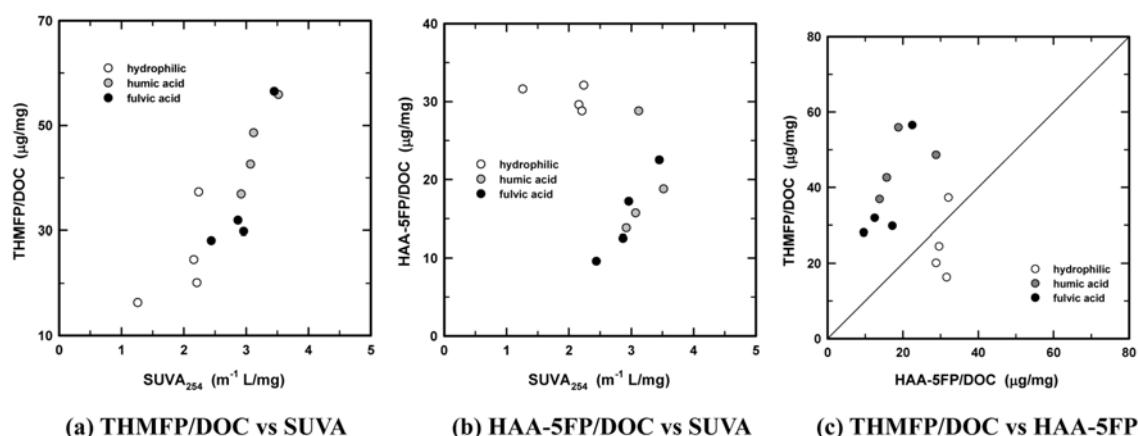 70
50
30
10
THMFP/DOC (µg/mg)
hydrophilic
humic acid
fulvic acid
0 1 2 3 4 5
SUVA254 (m-1 L/mg)
(a) THMFP/DOC vs SUVA
40
30
20
10
0
HAA-5FP/DOC (µg/mg)
hydrophilic
humic acid
fulvic acid
0 1 2 3 4 5
SUVA254 (m-1 L/mg)
(b) HAA-5FP/DOC vs SUVA
80
60
40
20
0
THMFP/DOC (µg/mg)
hydrophilic
humic acid
fulvic acid
0 20 40 60 80
HAA-5FP/DOC (µg/mg)
(c) THMFP/DOC vs HAA-5FP